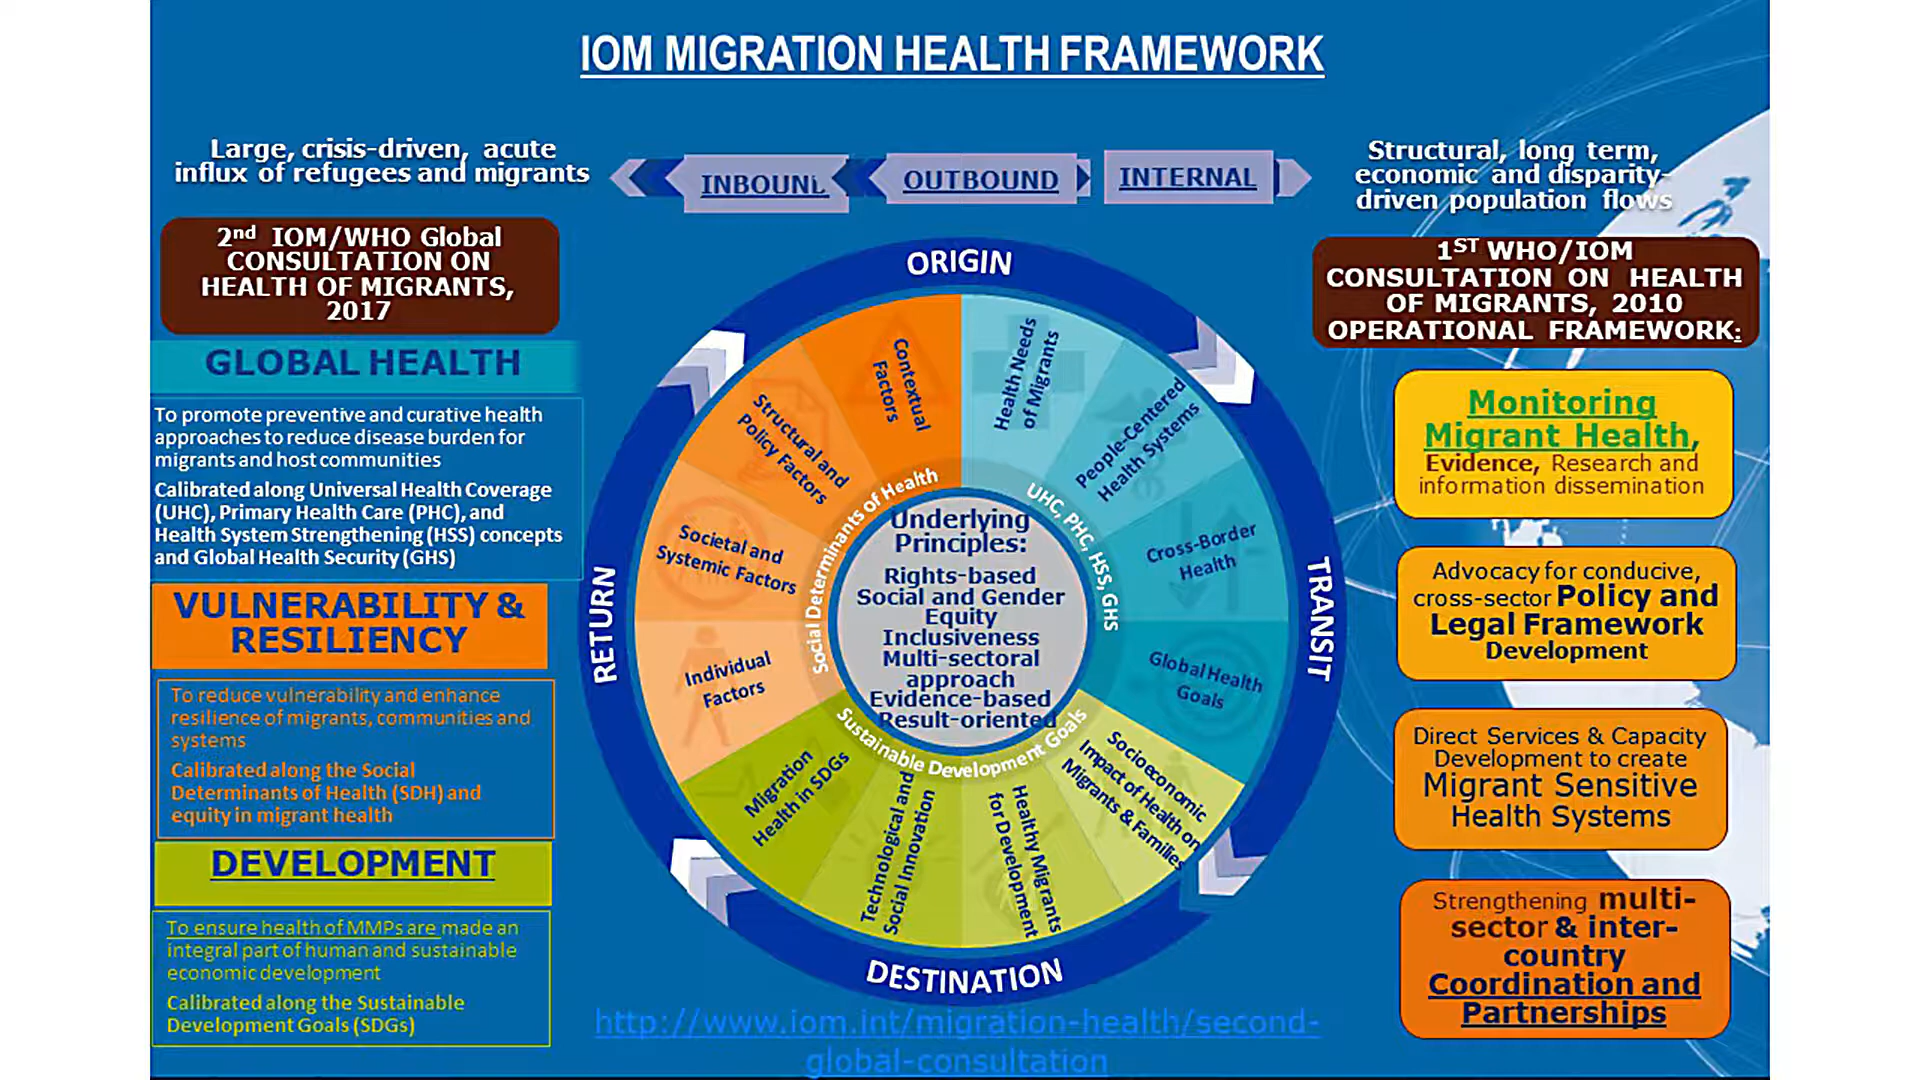 IOM MIGRATION HEALTH FRAMEWORK
Large, crisis-driven, acute
influx of refugees and migrants
INBOUND
OUTBOUND
INTERNAL
Structural, long term,
economic and disparity-
driven population flows
2nd IOM/WHO Global
CONSULTATION ON
HEALTH OF MIGRANTS,
2017
GLOBAL HEALTH
To promote preventive and curative health
approaches to reduce disease burden for
migrants and host communities
Calibrated along Universal Health Coverage
(UHC), Primary Health Care (PHC), and
Health System Strengthening (HSS) concepts
and Global Health Security (GHS)
VULNERABILITY &
RESILIENCY
To reduce vulnerability and enhance
resilience of migrants, communities and
systems
Calibrated along the Social
Determinants of Health (SDH) and
equity in migrant health
DEVELOPMENT
To ensure health of MMPs are made an
integral part of human and sustainable
economic development
Calibrated along the Sustainable
Development Goals (SDGs)
ORIGIN
TRANSIT
DESTINATION
RETURN
Health Needs
of Migrants
People-Centered
Health Systems
Cross-Border
Health
Global Health
Goals
Socioeconomic
Impact of Health on
Migrants & Families
Healthy Migrants
for Development
Technological and
Social Innovation
Migration
Health in SDGs
Individual
Factors
Societal and
Systemic Factors
Structural and
Policy Factors
Contextual
Factors
Social Determinants of Health
UHC, PHC, HSS, GHS
Sustainable Development Goals
Underlying
Principles:
Rights-based
Social and Gender
Equity
Inclusiveness
Multi-sectoral
approach
Evidence-based
Result-oriented
http://www.iom.int/migration-health/second-
global-consultation
1ST WHO/IOM
CONSULTATION ON HEALTH
OF MIGRANTS, 2010
OPERATIONAL FRAMEWORK:
Monitoring
Migrant Health,
Evidence, Research and
information dissemination
Advocacy for conducive,
cross-sector Policy and
Legal Framework
Development
Direct Services & Capacity
Development to create
Migrant Sensitive
Health Systems
Strengthening multi-
sector & inter-
country
Coordination and
Partnerships